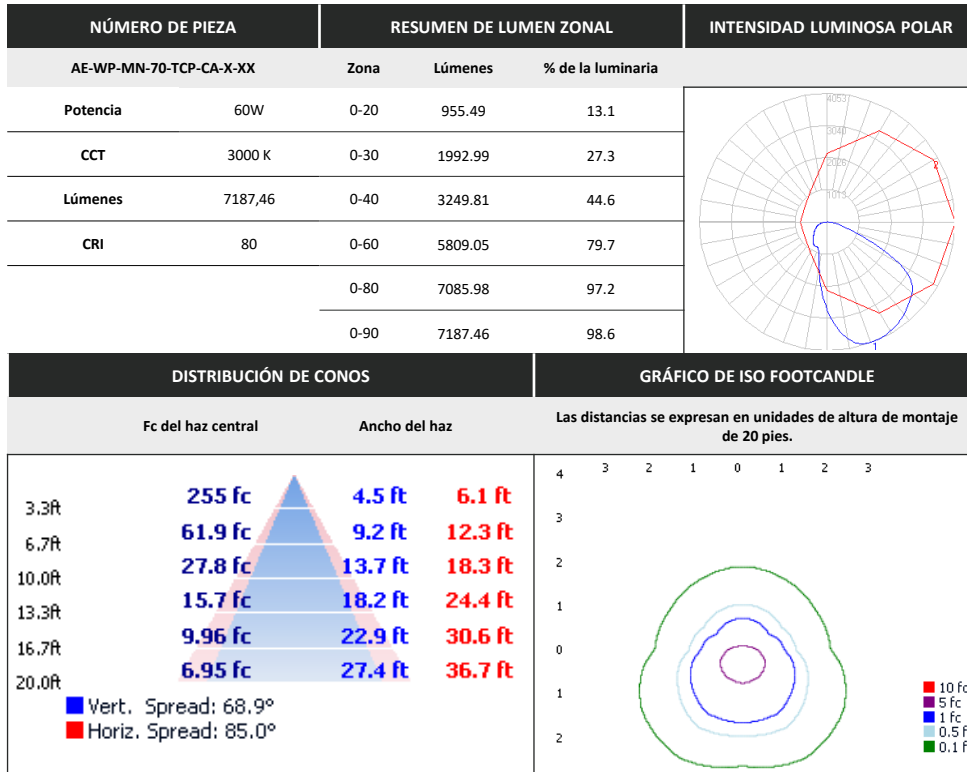 NÚMERO DE PIEZA
RESUMEN DE LUMEN ZONAL
INTENSIDAD LUMINOSA POLAR
AE-WP-MN-70-TCP-CA-X-XX
Zona Lúmenes % de la luminaria
Potencia 60W 0-20 955.49 13.1
CCT 3000 K 0-30 1992.99 27.3
Lúmenes 7187,46 0-40 3249.81 44.6
CRI 80 0-60 5809.05 79.7
0-80 7085.98 97.2
0-90 7187.46 98.6
4053
3040
2026
1013
2
1
DISTRIBUCIÓN DE CONOS
GRÁFICO DE ISO FOOTCANDLE
Fc del haz central Ancho del haz
Las distancias se expresan en unidades de altura de montaje
de 20 pies.
3.3ft 255 fc 4.5 ft 6.1 ft
6.7ft 61.9 fc 9.2 ft 12.3 ft
10.0ft 27.8 fc 13.7 ft 18.3 ft
13.3ft 15.7 fc 18.2 ft 24.4 ft
16.7ft 9.96 fc 22.9 ft 30.6 ft
20.0ft 6.95 fc 27.4 ft 36.7 ft
Vert. Spread: 68.9°
Horiz. Spread: 85.0°
4 3 2 1 0 1 2 3
3
2
1
0
1
2
10 fc
5 fc
1 fc
0.5 f
0.1 f